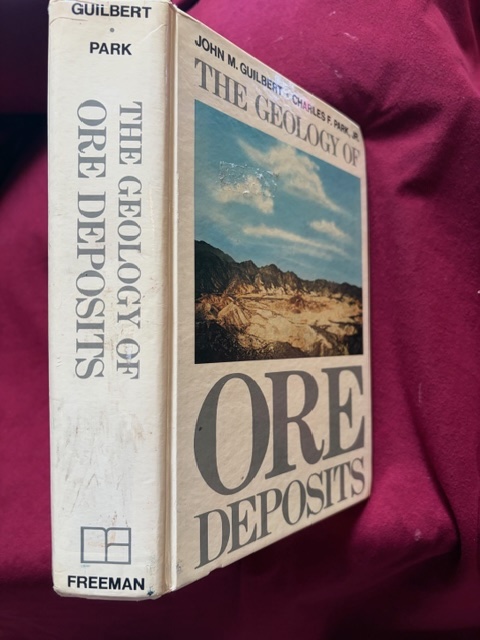 GUILBERT
PARK
THE GEOLOGY OF
ORE DEPOSITS
FREEMAN
JOHN M. GUILBERT • CHARLES F. PARK, JR.
THE GEOLOGY OF
ORE
DEPOSITS